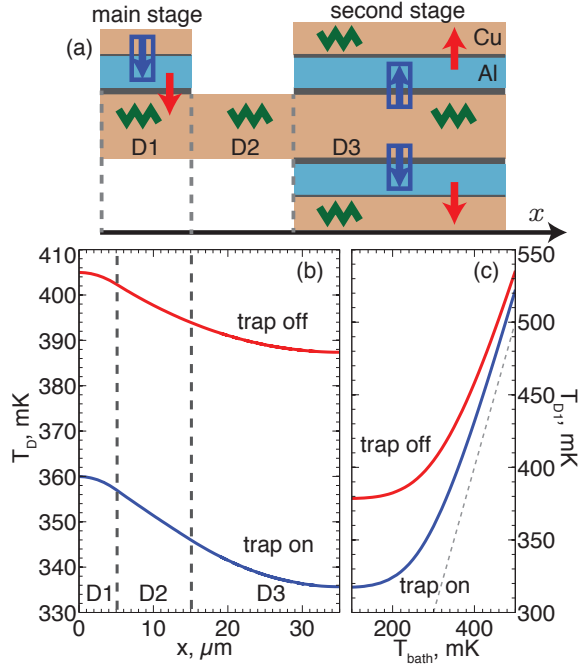 main stage
second stage
(a)
Cu
Al
D1
D2
D3
x
(b)
(c)
410
400
390
380
370
360
350
340
330
T_D, mK
trap off
trap on
D1
D2
D3
0
10
20
30
x, μm
trap off
trap on
550
500
450
400
350
300
T_D1, mK
200
400
T_bath, mK